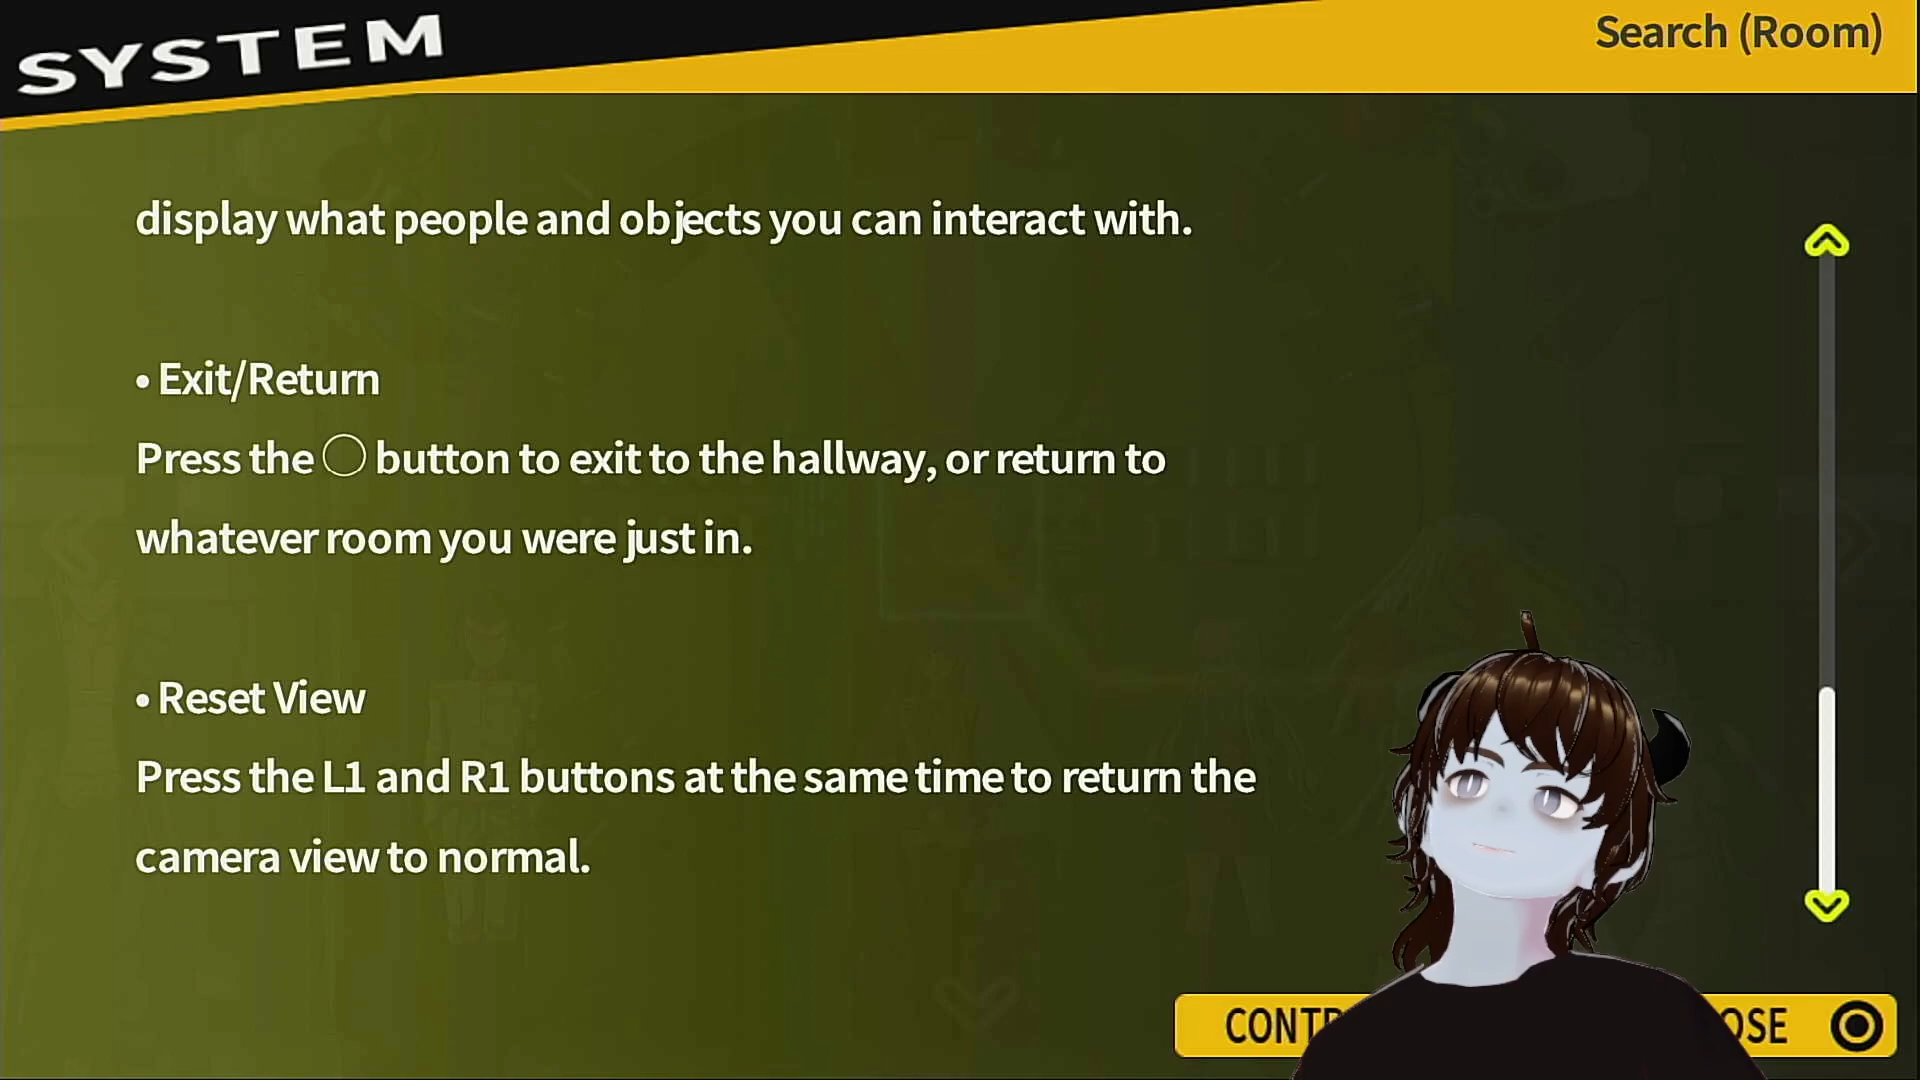 SYSTEM
Search (Room)
display what people and objects you can interact with.
• Exit/Return
Press the ◯ button to exit to the hallway, or return to
whatever room you were just in.
• Reset View
Press the L1 and R1 buttons at the same time to return the
camera view to normal.